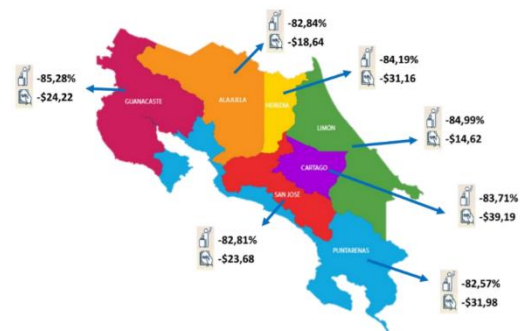 -82,84%
-$18,64
-84,19%
-$31,16
-85,28%
-$24,22
GUANACASTE
ALAJUELA
HEREDIA
LIMÓN
-84,99%
-$14,62
CARTAGO
-83,71%
-$39,19
SAN JOSÉ
-82,81%
-$23,68
PUNTARENAS
-82,57%
-$31,98